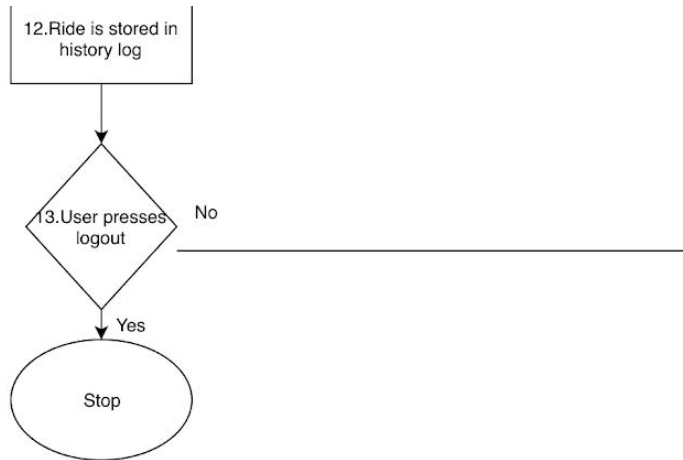 12.Ride is stored in
history log
13.User presses
logout
No
Yes
Stop